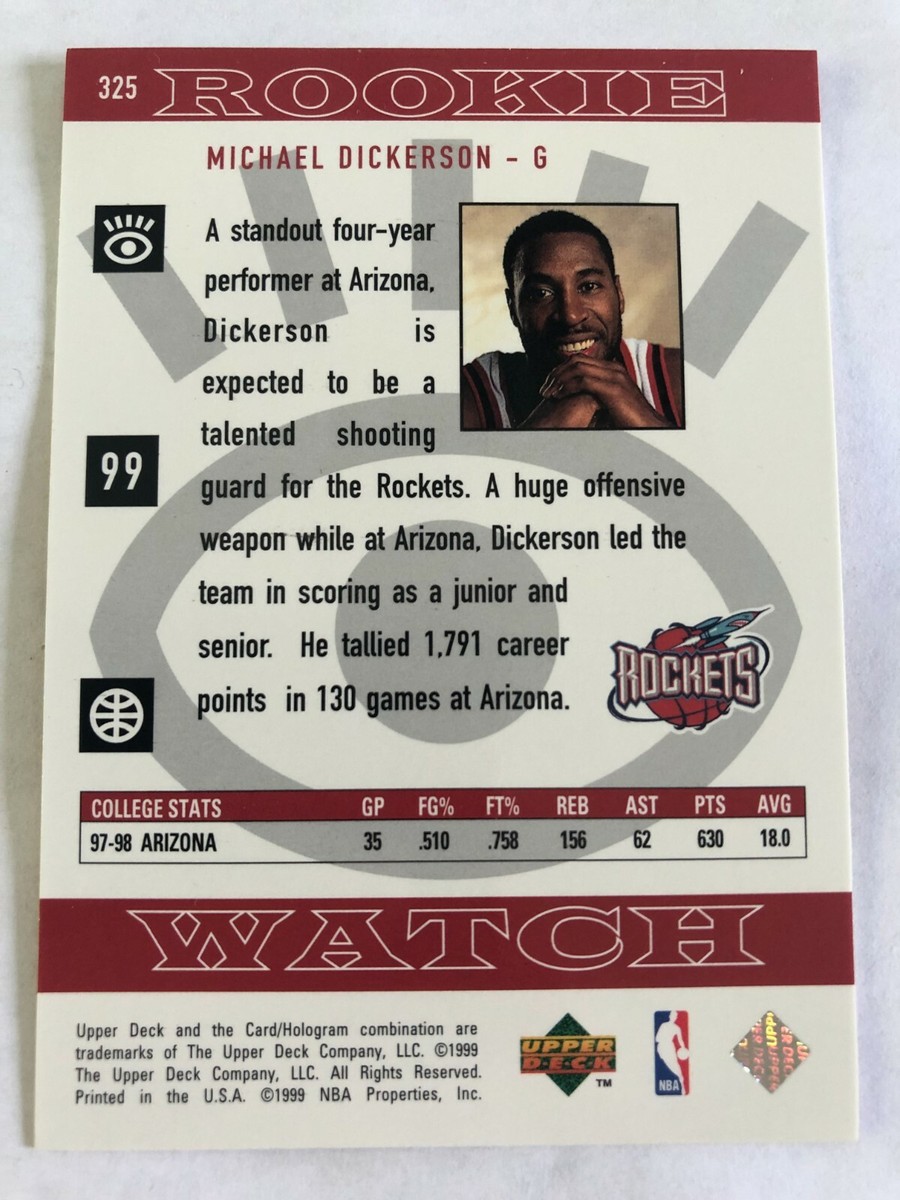 325 ROOKIE
MICHAEL DICKERSON - G
A standout four-year
performer at Arizona,
Dickerson is
expected to be a
talented shooting
guard for the Rockets. A huge offensive
weapon while at Arizona, Dickerson led the
team in scoring as a junior and
senior. He tallied 1,791 career
points in 130 games at Arizona.
99
ROCKETS
COLLEGE STATS GP FG% FT% REB AST PTS AVG
97-98 ARIZONA 35 .510 .758 156 62 630 18.0
WATCH
Upper Deck and the Card/Hologram combination are
trademarks of The Upper Deck Company, LLC. ©1999
The Upper Deck Company, LLC. All Rights Reserved.
Printed in the U.S.A. ©1999 NBA Properties, Inc.
UPPER
DECK
TM
NBA